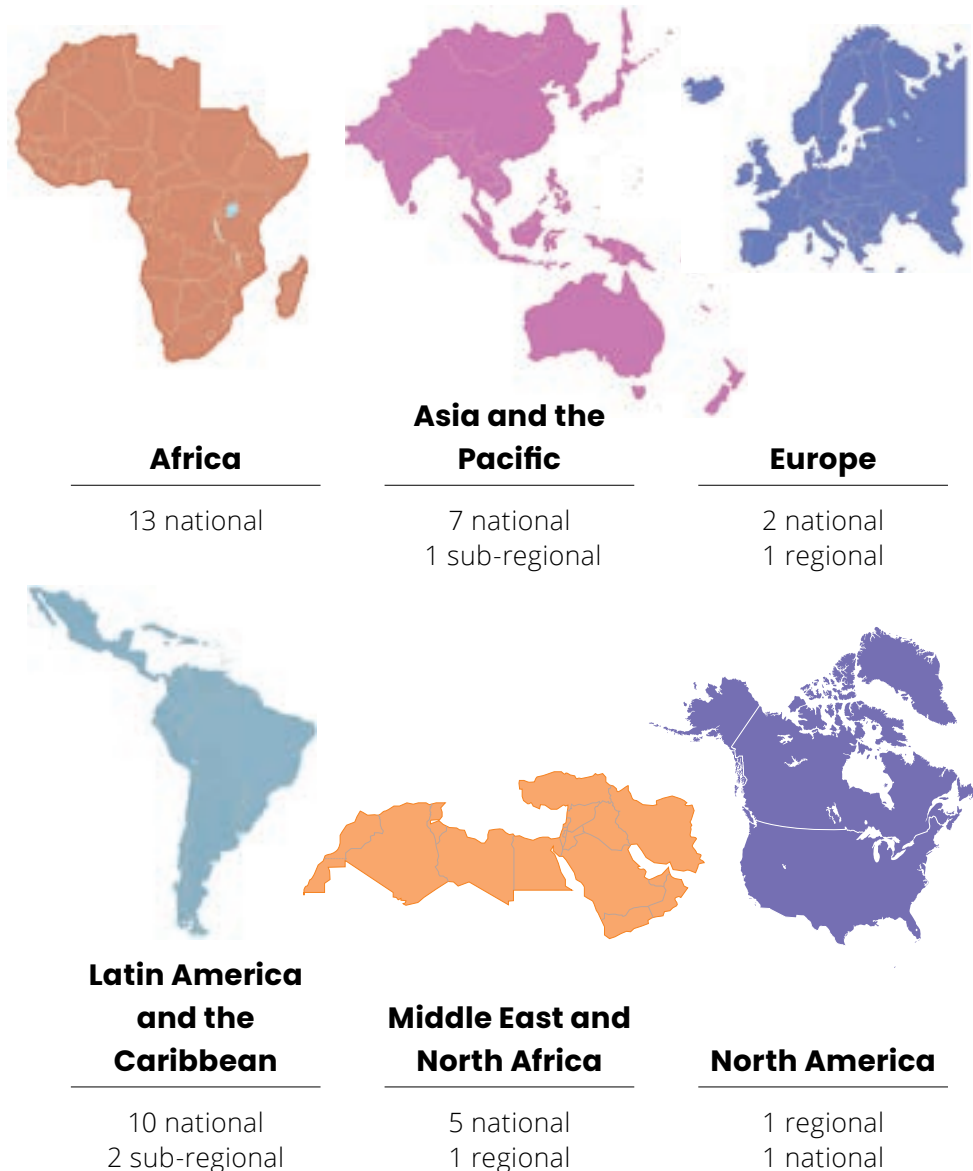 Africa
13 national
Asia and the
Pacific
7 national
1 sub-regional
Europe
2 national
1 regional
Latin America
and the
Caribbean
10 national
2 sub-regional
Middle East and
North Africa
5 national
1 regional
North America
1 regional
1 national